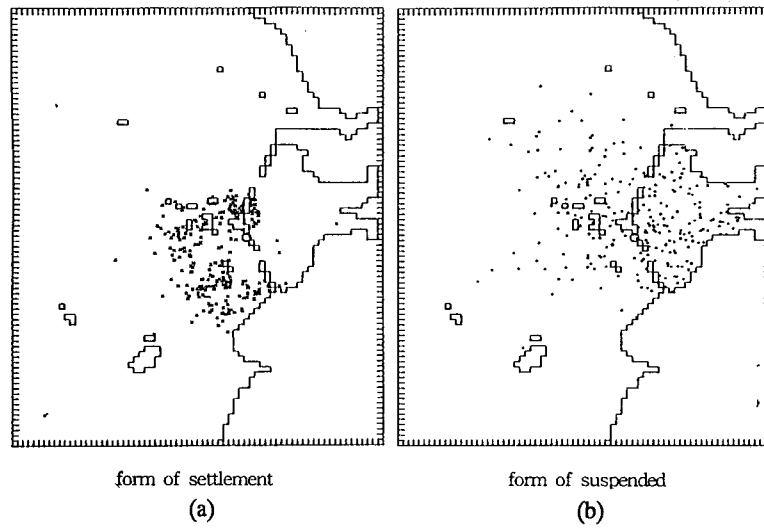 form of settlement
(a)
form of suspended
(b)